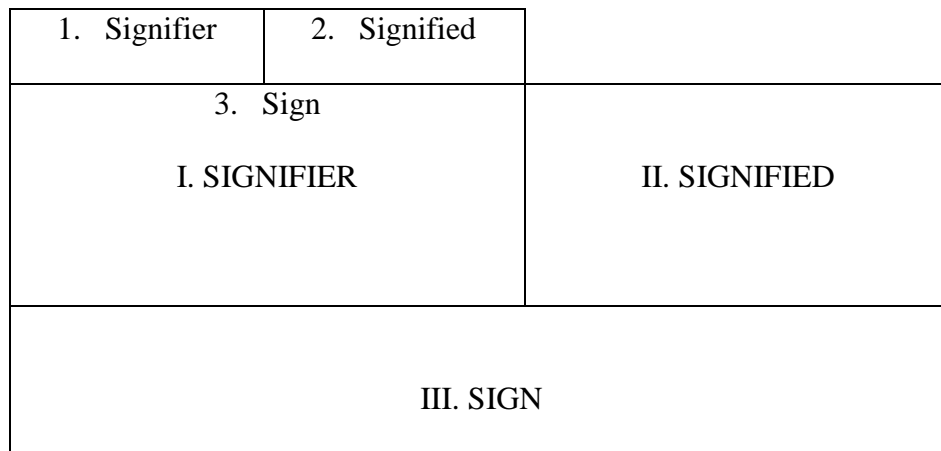 1. Signifier 2. Signified
3. Sign
I. SIGNIFIER II. SIGNIFIED
III. SIGN